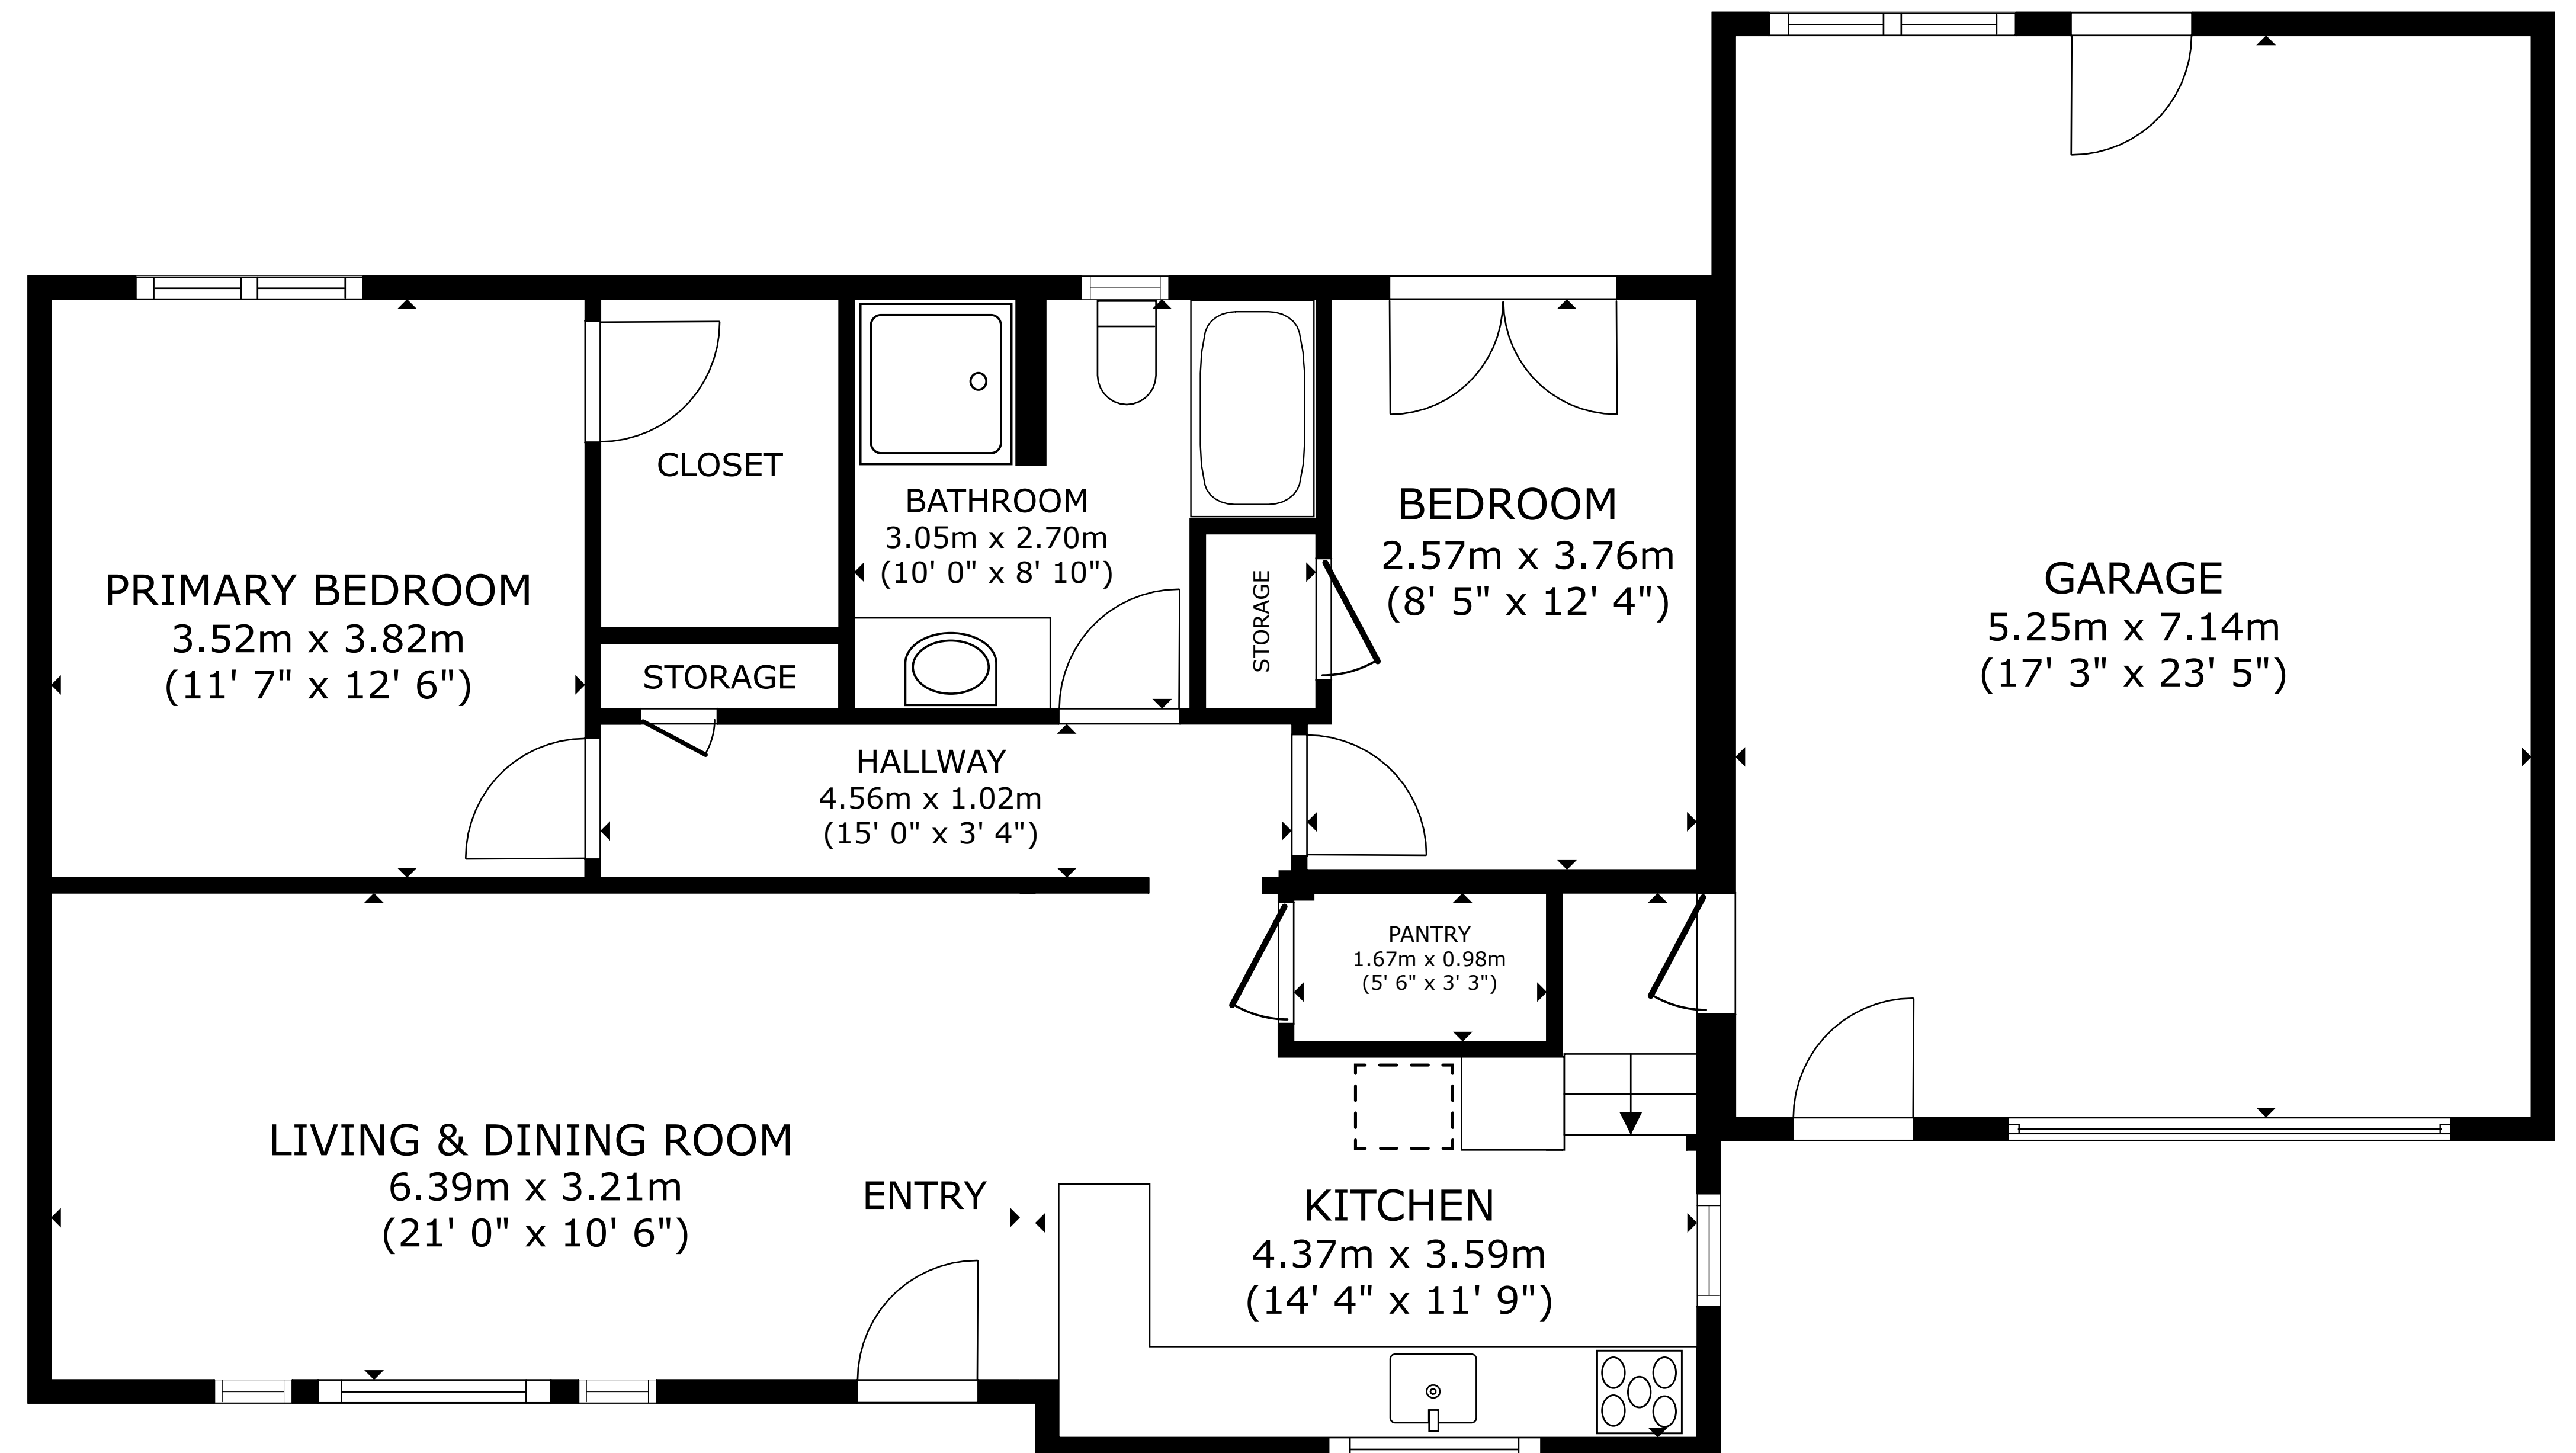 PRIMARY BEDROOM
3.52m x 3.82m
(11' 7" x 12' 6")
CLOSET
STORAGE
BATHROOM
3.05m x 2.70m
(10' 0" x 8' 10")
STORAGE
BEDROOM
2.57m x 3.76m
(8' 5" x 12' 4")
GARAGE
5.25m x 7.14m
(17' 3" x 23' 5")
HALLWAY
4.56m x 1.02m
(15' 0" x 3' 4")
PANTRY
1.67m x 0.98m
(5' 6" x 3' 3")
LIVING & DINING ROOM
6.39m x 3.21m
(21' 0" x 10' 6")
ENTRY
KITCHEN
4.37m x 3.59m
(14' 4" x 11' 9")